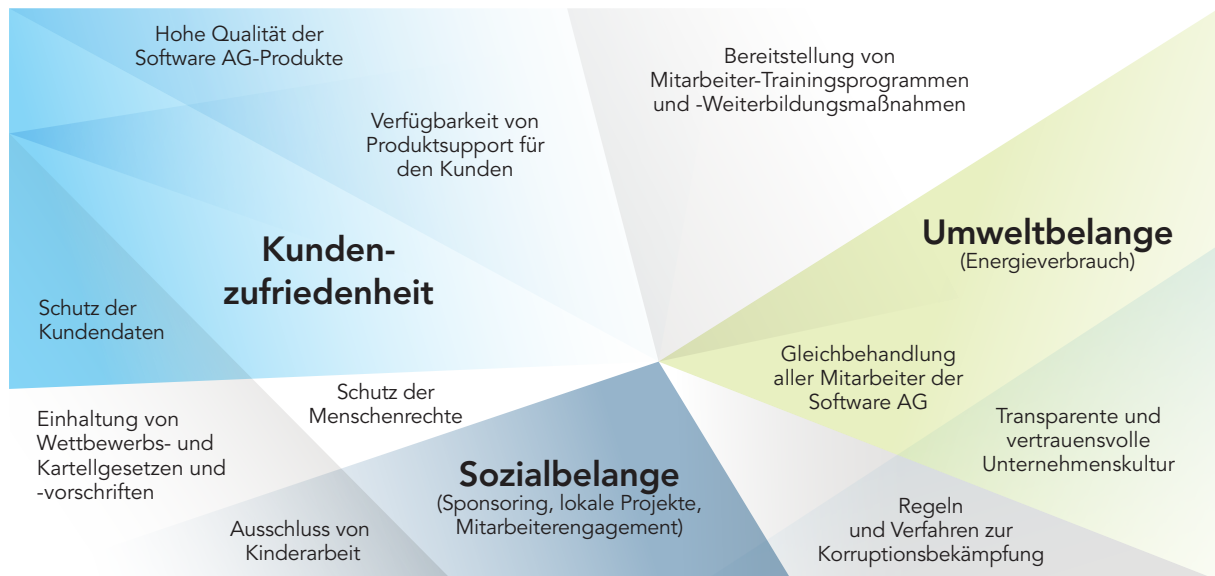 Hohe Qualität der
Software AG-Produkte
Bereitstellung von
Mitarbeiter-Trainingsprogrammen
und -Weiterbildungsmaßnahmen
Verfügbarkeit von
Produktsupport für
den Kunden
Kunden-
zufriedenheit
Umweltbelange
(Energieverbrauch)
Schutz der
Kundendaten
Gleichbehandlung
aller Mitarbeiter der
Software AG
Schutz der
Menschenrechte
Einhaltung von
Wettbewerbs- und
Kartellgesetzen und
-vorschriften
Transparente und
vertrauensvolle
Unternehmenskultur
Sozialbelange
(Sponsoring, lokale Projekte,
Mitarbeiterengagement)
Ausschluss von
Kinderarbeit
Regeln
und Verfahren zur
Korruptionsbekämpfung